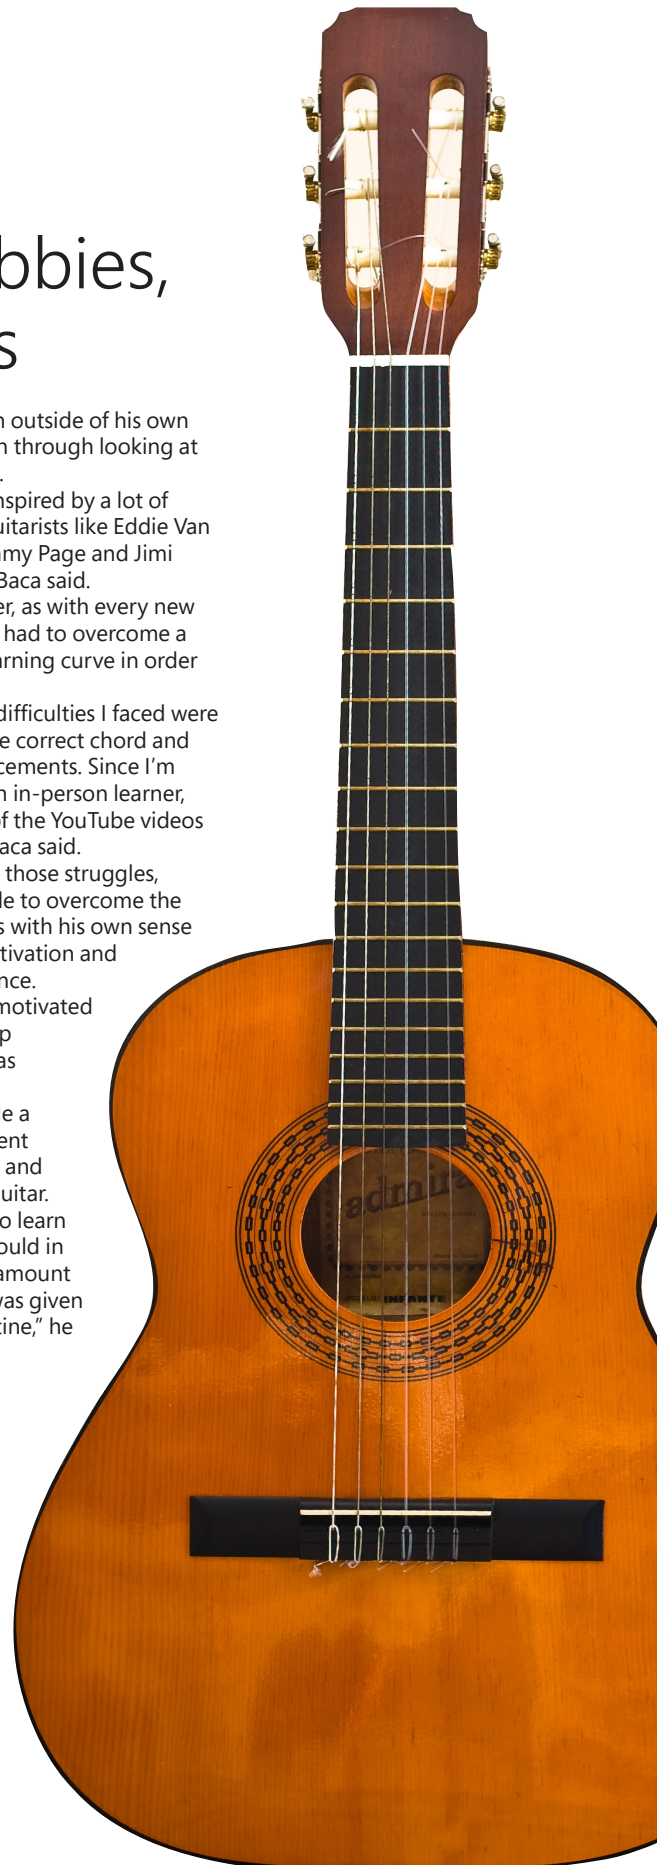 bbies,
s
n outside of his own
n through looking at
.
nspired by a lot of
uitarists like Eddie Van
my Page and Jimi
Baca said.
er, as with every new
had to overcome a
arning curve in order
difficulties I faced were
e correct chord and
cements. Since I’m
n in-person learner,
of the YouTube videos
aca said.
those struggles,
le to overcome the
s with his own sense
tivation and
nce.
motivated
p
as
e a
ent
and
uitar.
o learn
ould in
amount
was given
tine,” he
admira
MODELO: INFANTE